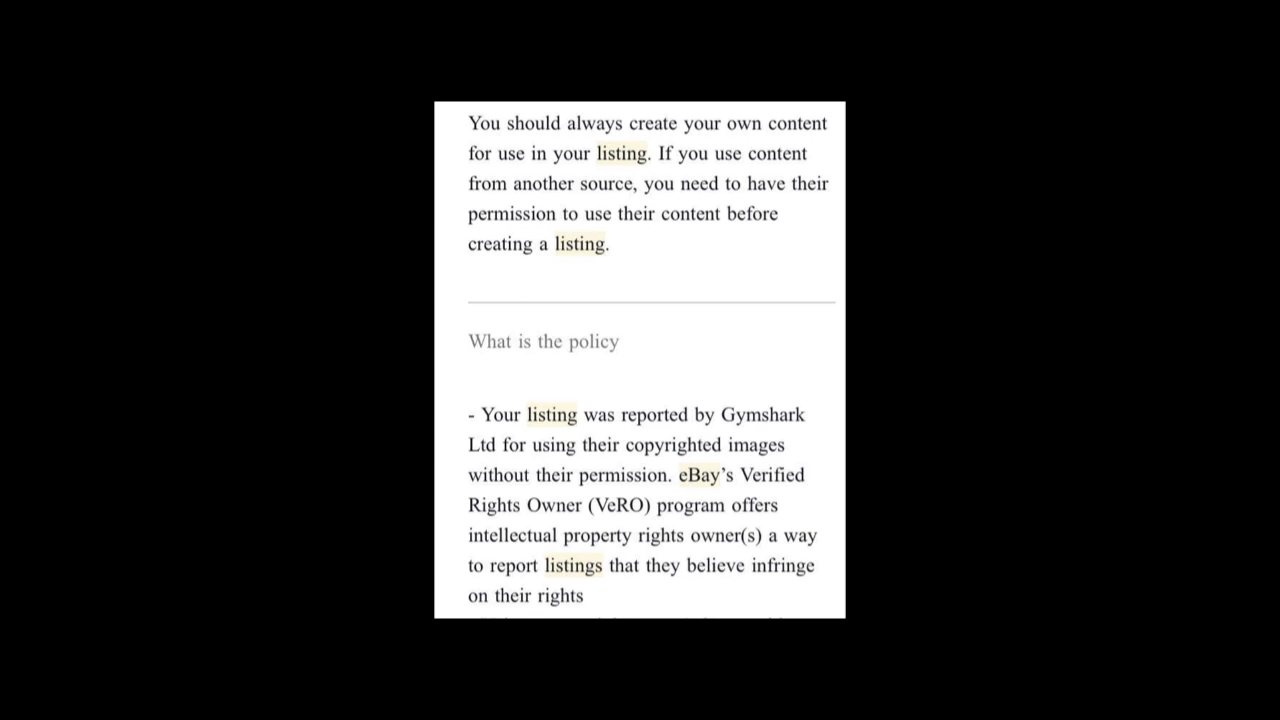 You should always create your own content
for use in your listing. If you use content
from another source, you need to have their
permission to use their content before
creating a listing.
What is the policy
- Your listing was reported by Gymshark
Ltd for using their copyrighted images
without their permission. eBay’s Verified
Rights Owner (VeRO) program offers
intellectual property rights owner(s) a way
to report listings that they believe infringe
on their rights